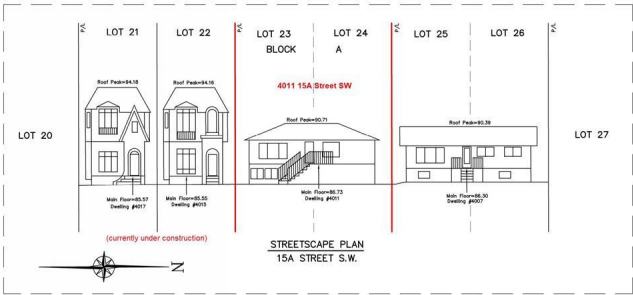 P/L
LOT 21
LOT 22
P/L
LOT 23
LOT 24
P/L
LOT 25
LOT 26
P/L
BLOCK A
4011 15A Street SW
Roof Peak=94.18
Roof Peak=94.16
Roof Peak=90.71
Roof Peak=90.39
LOT 20
LOT 27
Main Floor=85.57
Dwelling #4017
Main Floor=85.55
Dwelling #4015
Main Floor=86.73
Dwelling #4011
Main Floor=86.30
Dwelling #4007
(currently under construction)
STREETSCAPE PLAN
15A STREET S.W.
N